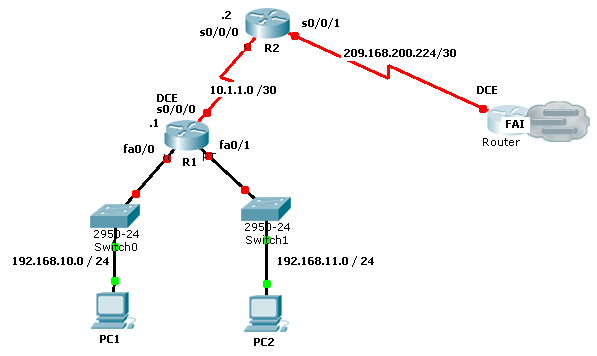 .2
s0/0/0
s0/0/1
R2
209.168.200.224/30
10.1.1.0 /30
DCE
s0/0/0
.1
DCE
FAI
Router
fa0/0
fa0/1
R1
2950-24
Switch0
2950-24
Switch1
192.168.10.0 / 24
192.168.11.0 / 24
PC1
PC2